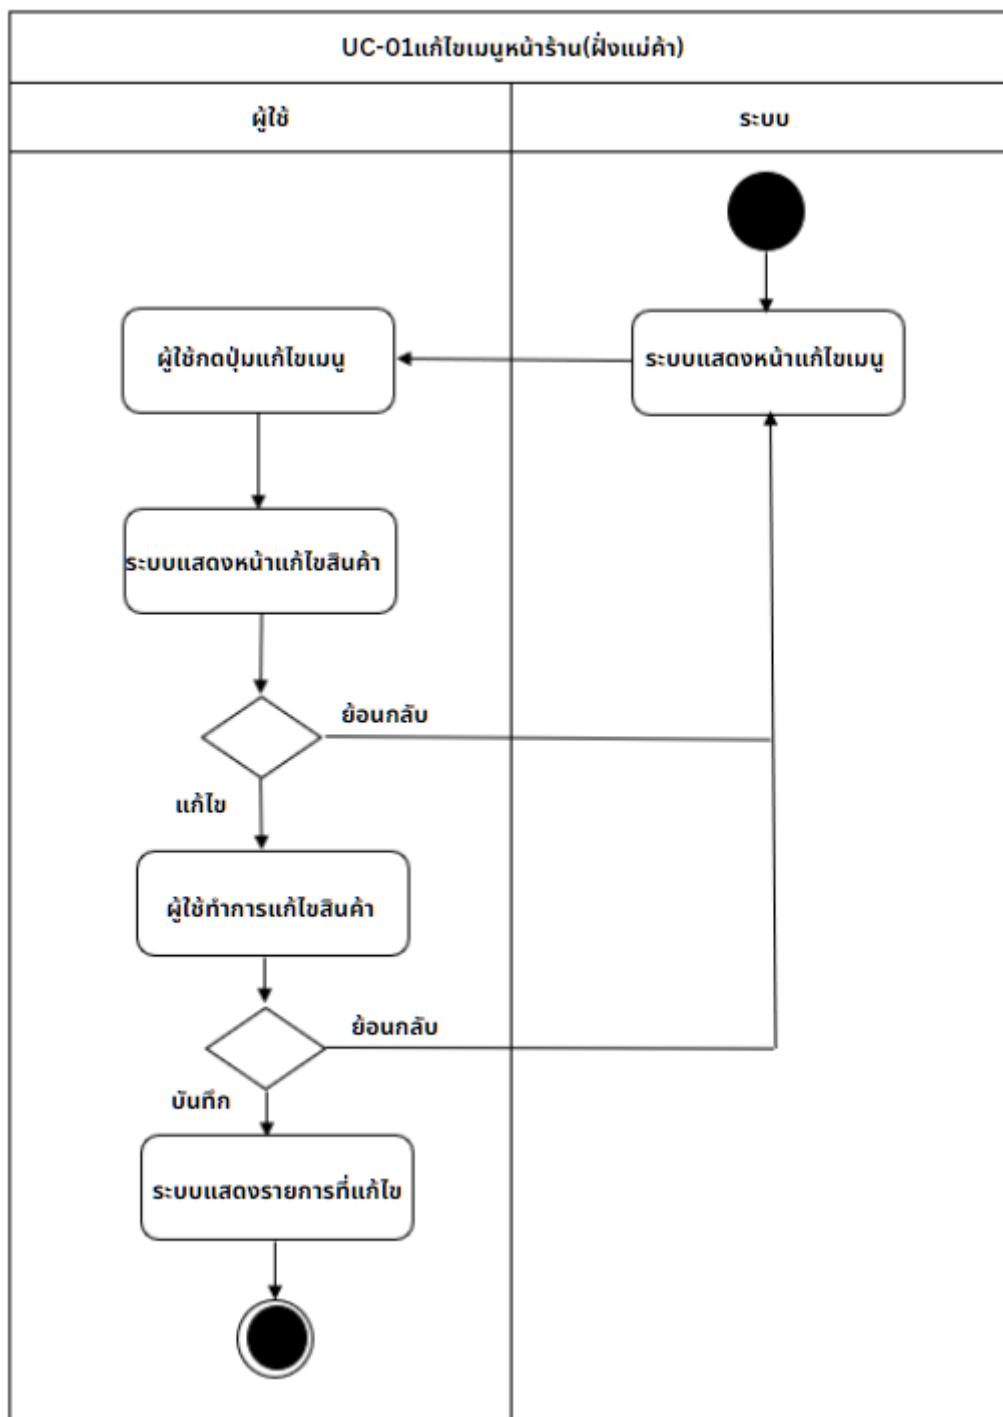 UC-01แก้ไขเมนูหน้าร้าน(ฝั่งแม่ค้า)
ผู้ใช้
ระบบ
ระบบแสดงหน้าแก้ไขเมนู
ผู้ใช้กดปุ่มแก้ไขเมนู
ระบบแสดงหน้าแก้ไขสินค้า
ย้อนกลับ
แก้ไข
ผู้ใช้ทำการแก้ไขสินค้า
ย้อนกลับ
บันทึก
ระบบแสดงรายการที่แก้ไข